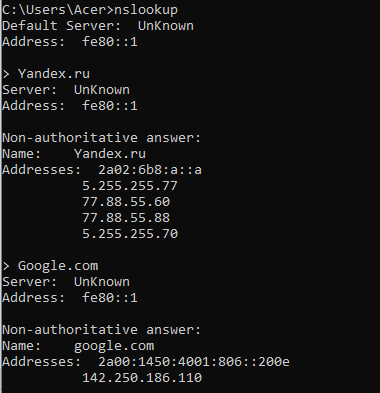 C:\Users\Acer>nslookup
Default Server:  UnKnown
Address:  fe80::1
> Yandex.ru
Server:  UnKnown
Address:  fe80::1
Non-authoritative answer:
Name:    Yandex.ru
Addresses:  2a02:6b8:a::a
5.255.255.77
77.88.55.60
77.88.55.88
5.255.255.70
> Google.com
Server:  UnKnown
Address:  fe80::1
Non-authoritative answer:
Name:    google.com
Addresses:  2a00:1450:4001:806::200e
142.250.186.110